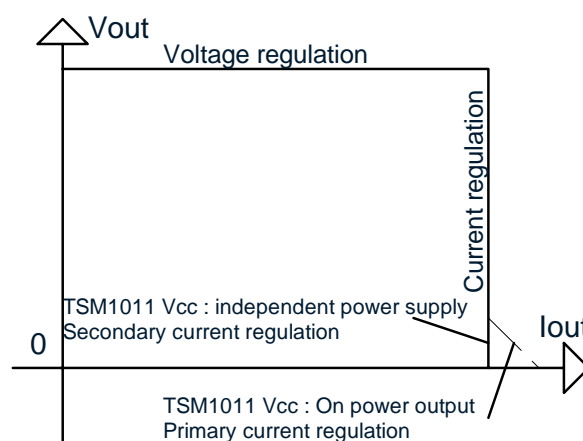 Vout
Voltage regulation
Current regulation
TSM1011 Vcc : independent power supply
Secondary current regulation
Iout
0
TSM1011 Vcc : On power output
Primary current regulation